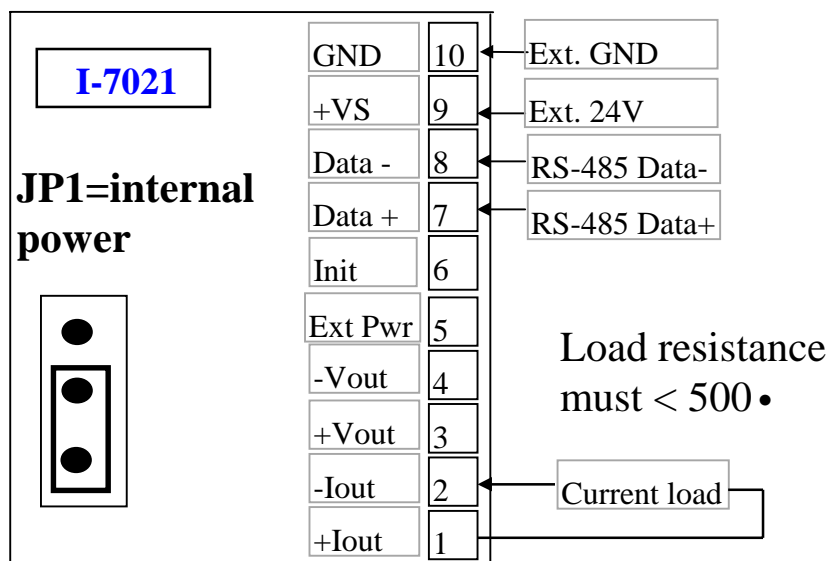 I-7021
JP1=internal
power
GND 10 Ext. GND
+VS 9 Ext. 24V
Data - 8 RS-485 Data-
Data + 7 RS-485 Data+
Init 6
Ext Pwr 5
-Vout 4
+Vout 3
-Iout 2 Current load
+Iout 1
Load resistance
must < 500•